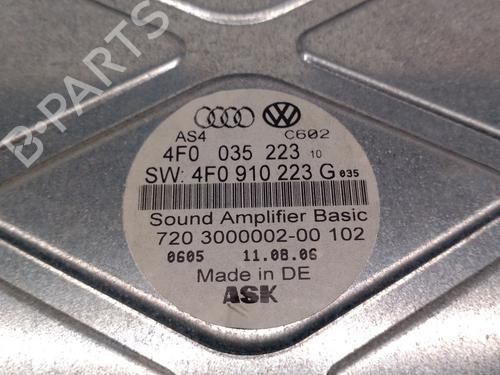 B-PARTS
AS4 C602
4F0 035 223 10
SW: 4F0 910 223 G 035
Sound Amplifier Basic
720 3000002-00 102
0605 11.08.06
Made in DE
ASK